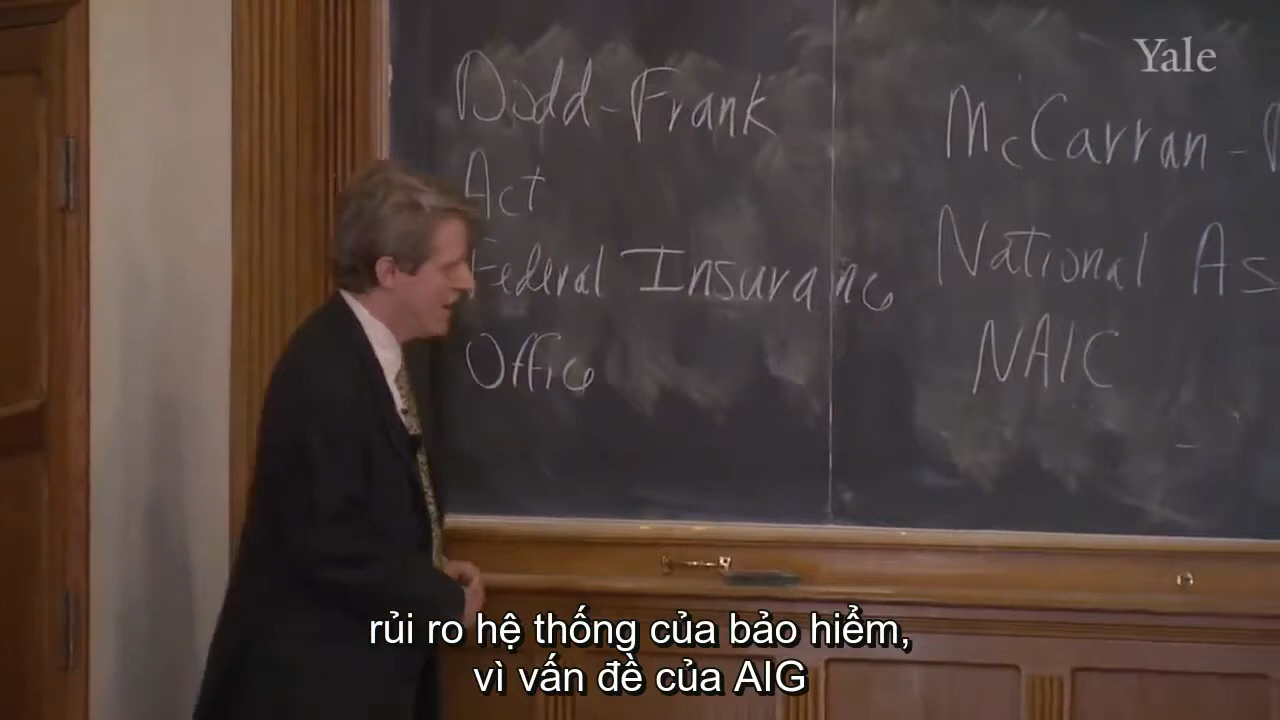 Yale
Dodd-Frank
Act
Federal Insurance
Office
McCarran -
National As
NAIC
rủi ro hệ thống của bảo hiểm,
vì vấn đề của AIG